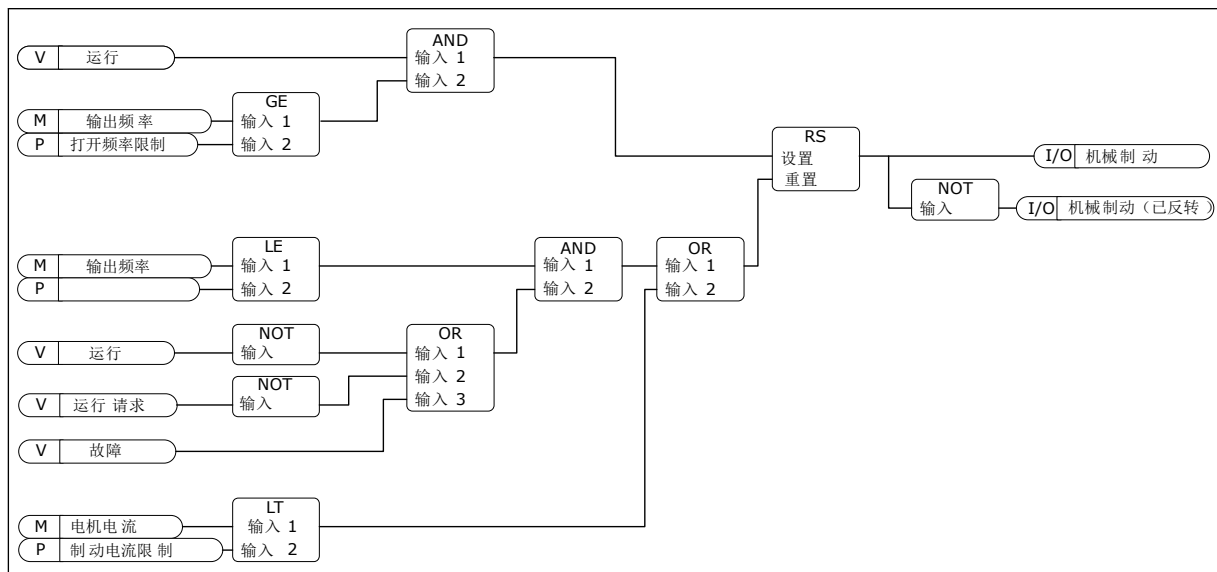 AND
V 运行 输入 1
输入 2
GE
M 输出频率 输入 1
P 打开频率限制 输入 2
RS
设置
重置
I/O 机械制动
NOT
输入
I/O 机械制动（已反转）
LE
M 输出频率 输入 1
P 输入 2
AND
输入 1
输入 2
OR
输入 1
输入 2
NOT
V 运行 输入
NOT
V 运行请求 输入
OR
输入 1
输入 2
输入 3
V 故障
LT
M 电机电流 输入 1
P 制动电流限制 输入 2